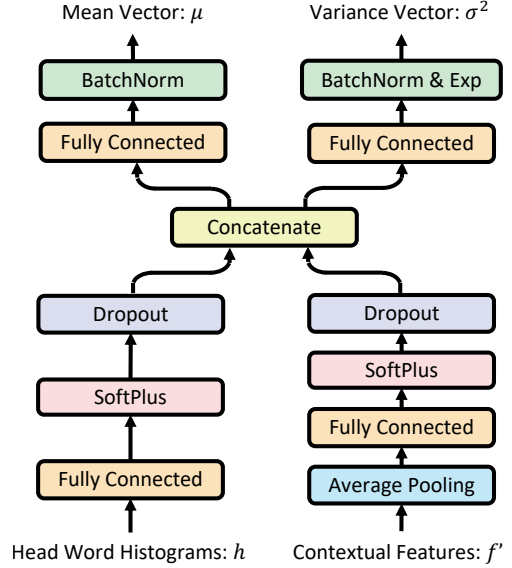 Mean Vector: μ
Variance Vector: σ²
BatchNorm
BatchNorm & Exp
Fully Connected
Fully Connected
Concatenate
Dropout
Dropout
SoftPlus
SoftPlus
Fully Connected
Fully Connected
Average Pooling
Head Word Histograms: h
Contextual Features: f'